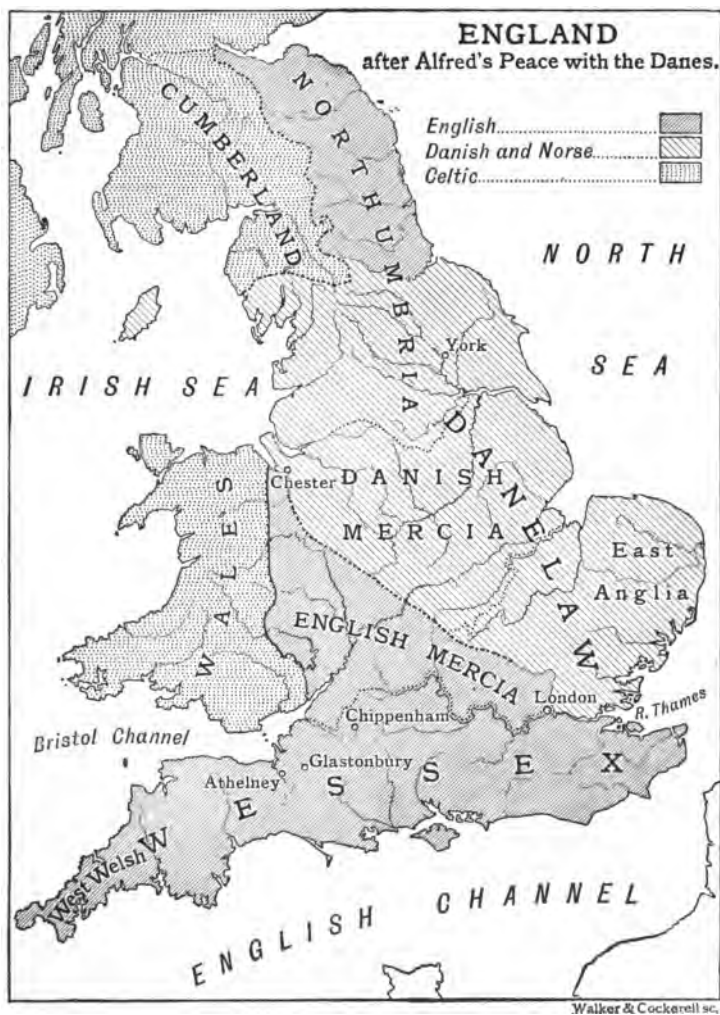 ENGLAND
after Alfred's Peace with the Danes.
English
Danish and Norse
Celtic
CUMBERLAND
NORTHUMBRIA
NORTH
SEA
York
IRISH SEA
DANELAW
Chester
DANISH
MERCIA
East
Anglia
WALES
ENGLISH MERCIA
London
R. Thames
Chippenham
Bristol Channel
Glastonbury
Athelney
WESSEX
West Welsh
ENGLISH CHANNEL
Walker & Cockerell sc.